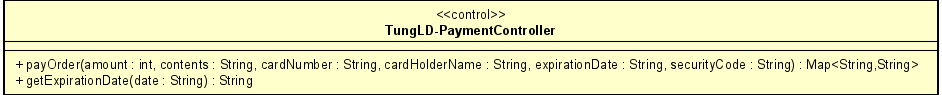 <<control>>
TungLD-PaymentController
+ payOrder(amount : int, contents : String, cardNumber : String, cardHolderName : String, expirationDate : String, securityCode : String) : Map<String,String>
+ getExpirationDate(date : String) : String